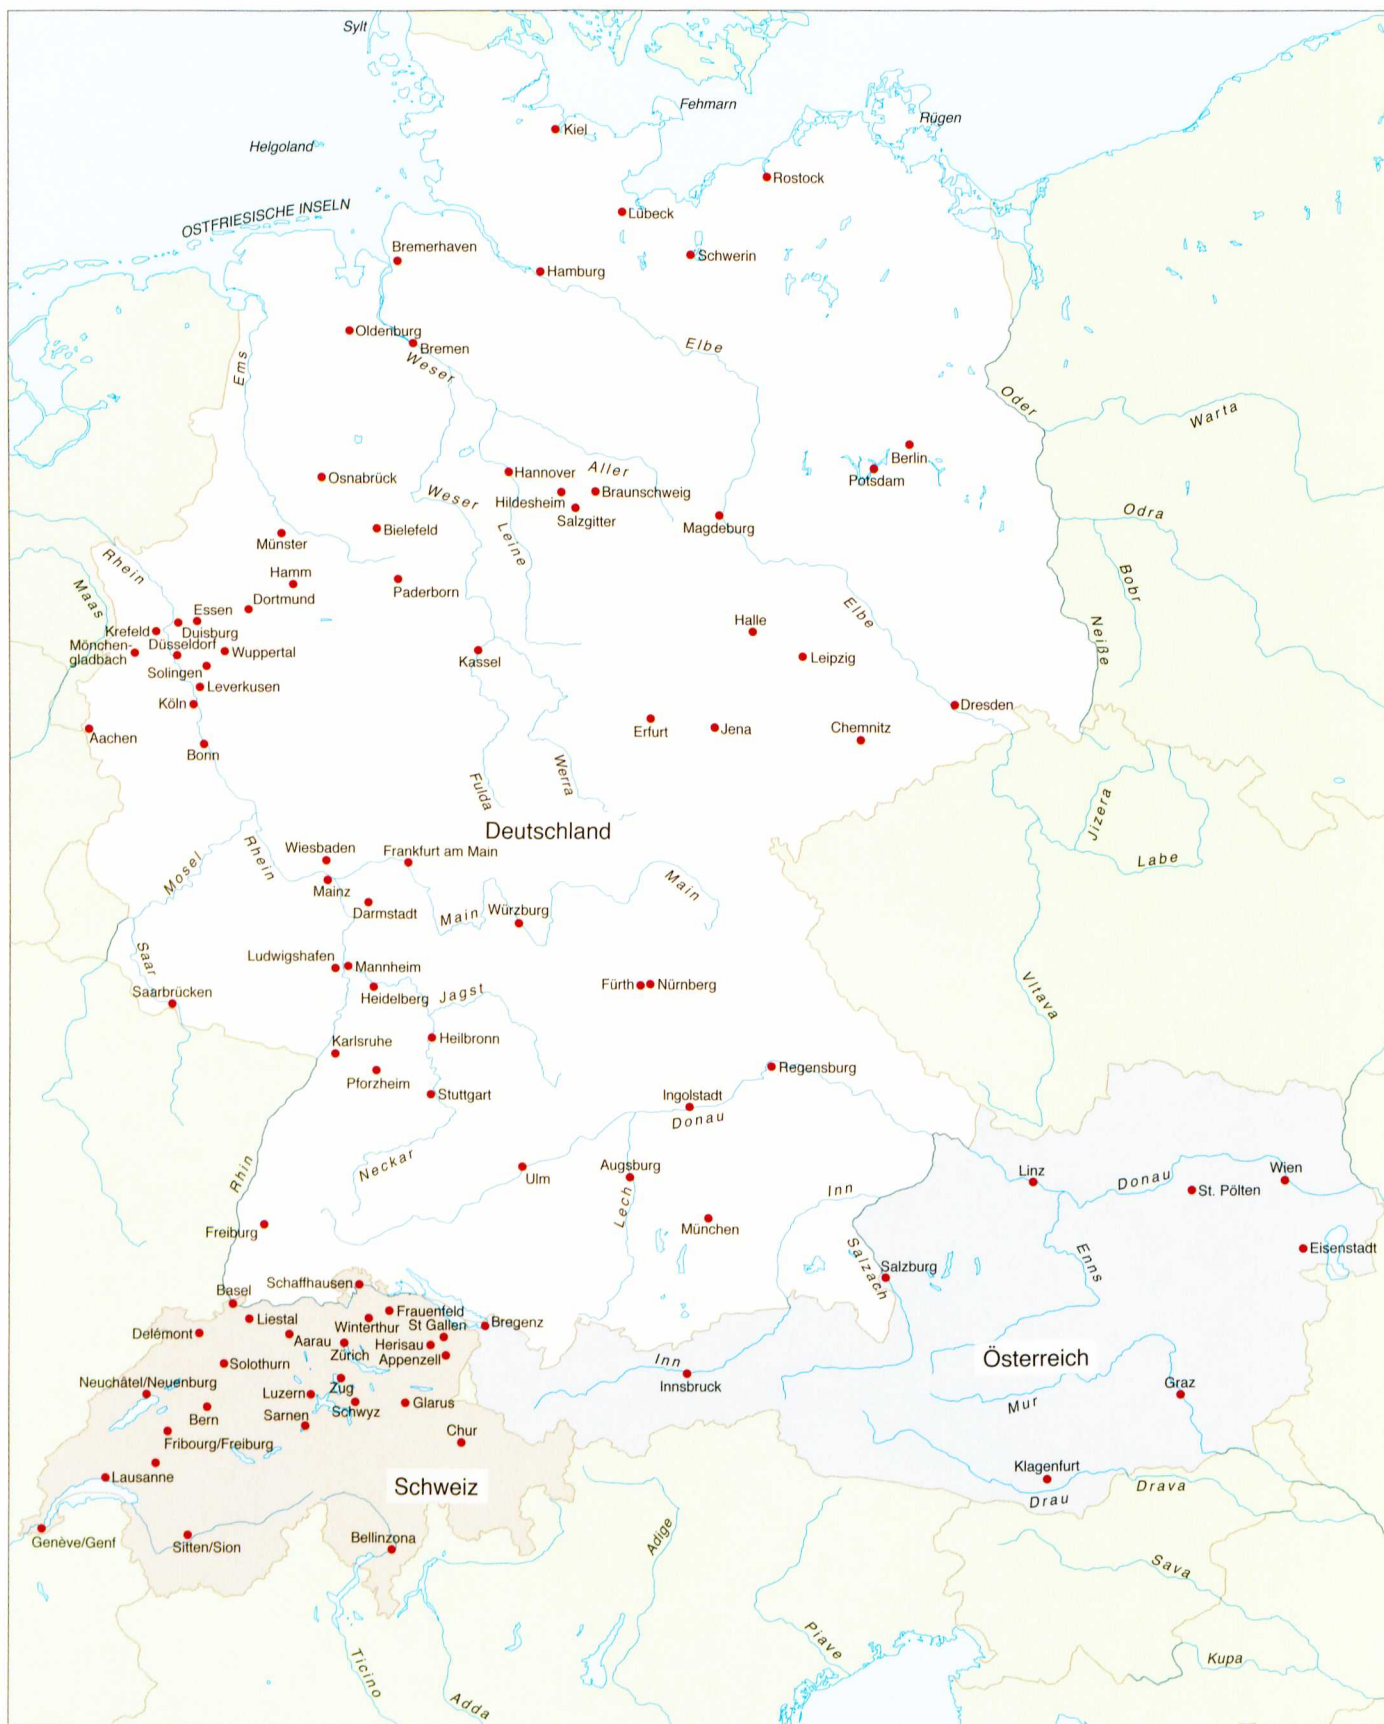 Sylt
Fehmarn
Rügen
Kiel
Helgoland
Rostock
OSTFRIESISCHE INSELN
Lübeck
Bremerhaven
Schwerin
Hamburg
Oldenburg
Bremen
Elbe
Weser
Ems
Oder
Warta
Berlin
Potsdam
Osnabrück
Hannover
Aller
Weser
Hildesheim
Braunschweig
Salzgitter
Magdeburg
Odra
Bielefeld
Leine
Münster
Rhein
Maas
Hamm
Dortmund
Paderborn
Bobr
Elbe
Neiße
Essen
Krefeld
Duisburg
Mönchen-
gladbach
Düsseldorf
Wuppertal
Solingen
Leverkusen
Köln
Kassel
Halle
Leipzig
Dresden
Aachen
Bonn
Erfurt
Jena
Chemnitz
Werra
Fulda
Jizera
Labe
Deutschland
Wiesbaden
Frankfurt am Main
Mosel
Rhein
Mainz
Main
Darmstadt
Main
Würzburg
Ludwigshafen
Mannheim
Saar
Saarbrücken
Heidelberg
Jagst
Fürth
Nürnberg
Vltava
Karlsruhe
Heilbronn
Pforzheim
Stuttgart
Regensburg
Ingolstadt
Donau
Neckar
Rhin
Ulm
Augsburg
Lech
Inn
Linz
Donau
Wien
St. Pölten
Freiburg
München
Salzach
Salzburg
Enns
Eisenstadt
Schaffhausen
Basel
Liestal
Frauenfeld
Winterthur
St Gallen
Bregenz
Delémont
Aarau
Zürich
Herisau
Appenzell
Solothurn
Inn
Innsbruck
Österreich
Neuchâtel/Neuenburg
Luzern
Zug
Schwyz
Glarus
Graz
Mur
Bern
Sarnen
Fribourg/Freiburg
Chur
Lausanne
Schweiz
Klagenfurt
Drau
Drava
Genève/Genf
Sitten/Sion
Bellinzona
Adige
Sava
Ticino
Adda
Piave
Kupa